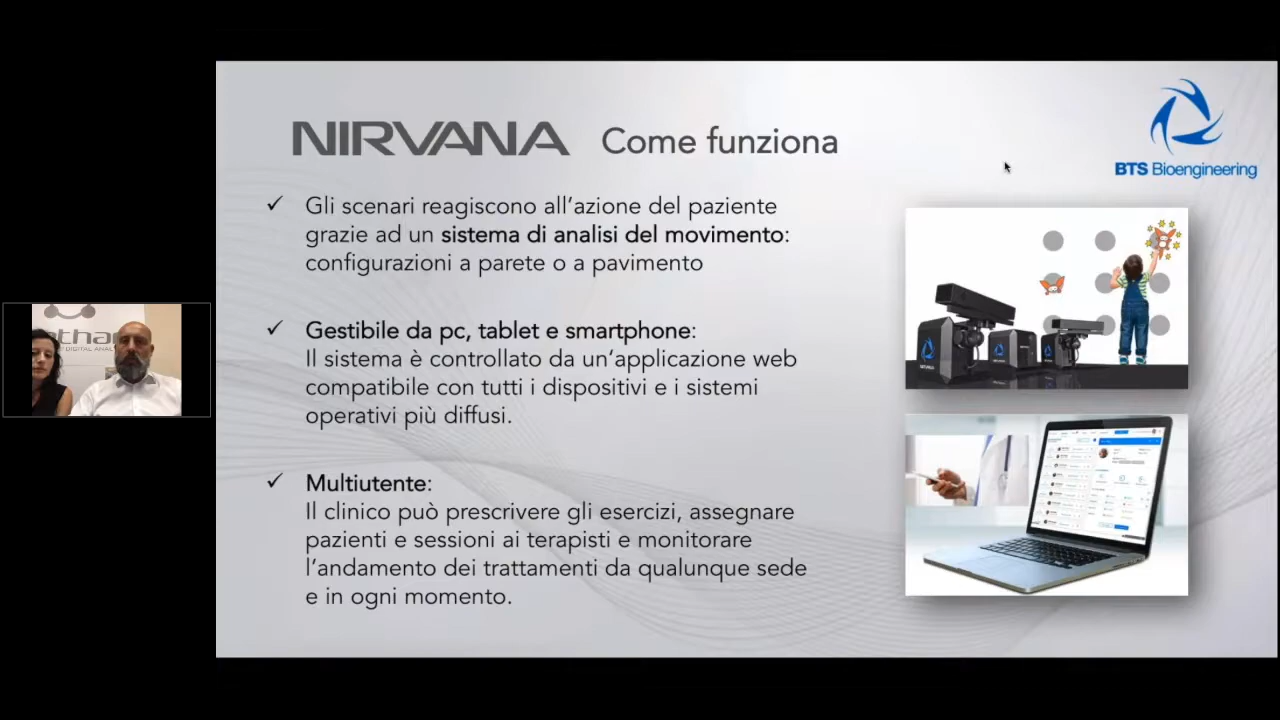 NIRVANA Come funziona
BTS Bioengineering
✓ Gli scenari reagiscono all'azione del paziente
grazie ad un sistema di analisi del movimento:
configurazioni a parete o a pavimento
✓ Gestibile da pc, tablet e smartphone:
Il sistema è controllato da un'applicazione web
compatibile con tutti i dispositivi e i sistemi
operativi più diffusi.
✓ Multiutente:
Il clinico può prescrivere gli esercizi, assegnare
pazienti e sessioni ai terapisti e monitorare
l'andamento dei trattamenti da qualunque sede
e in ogni momento.